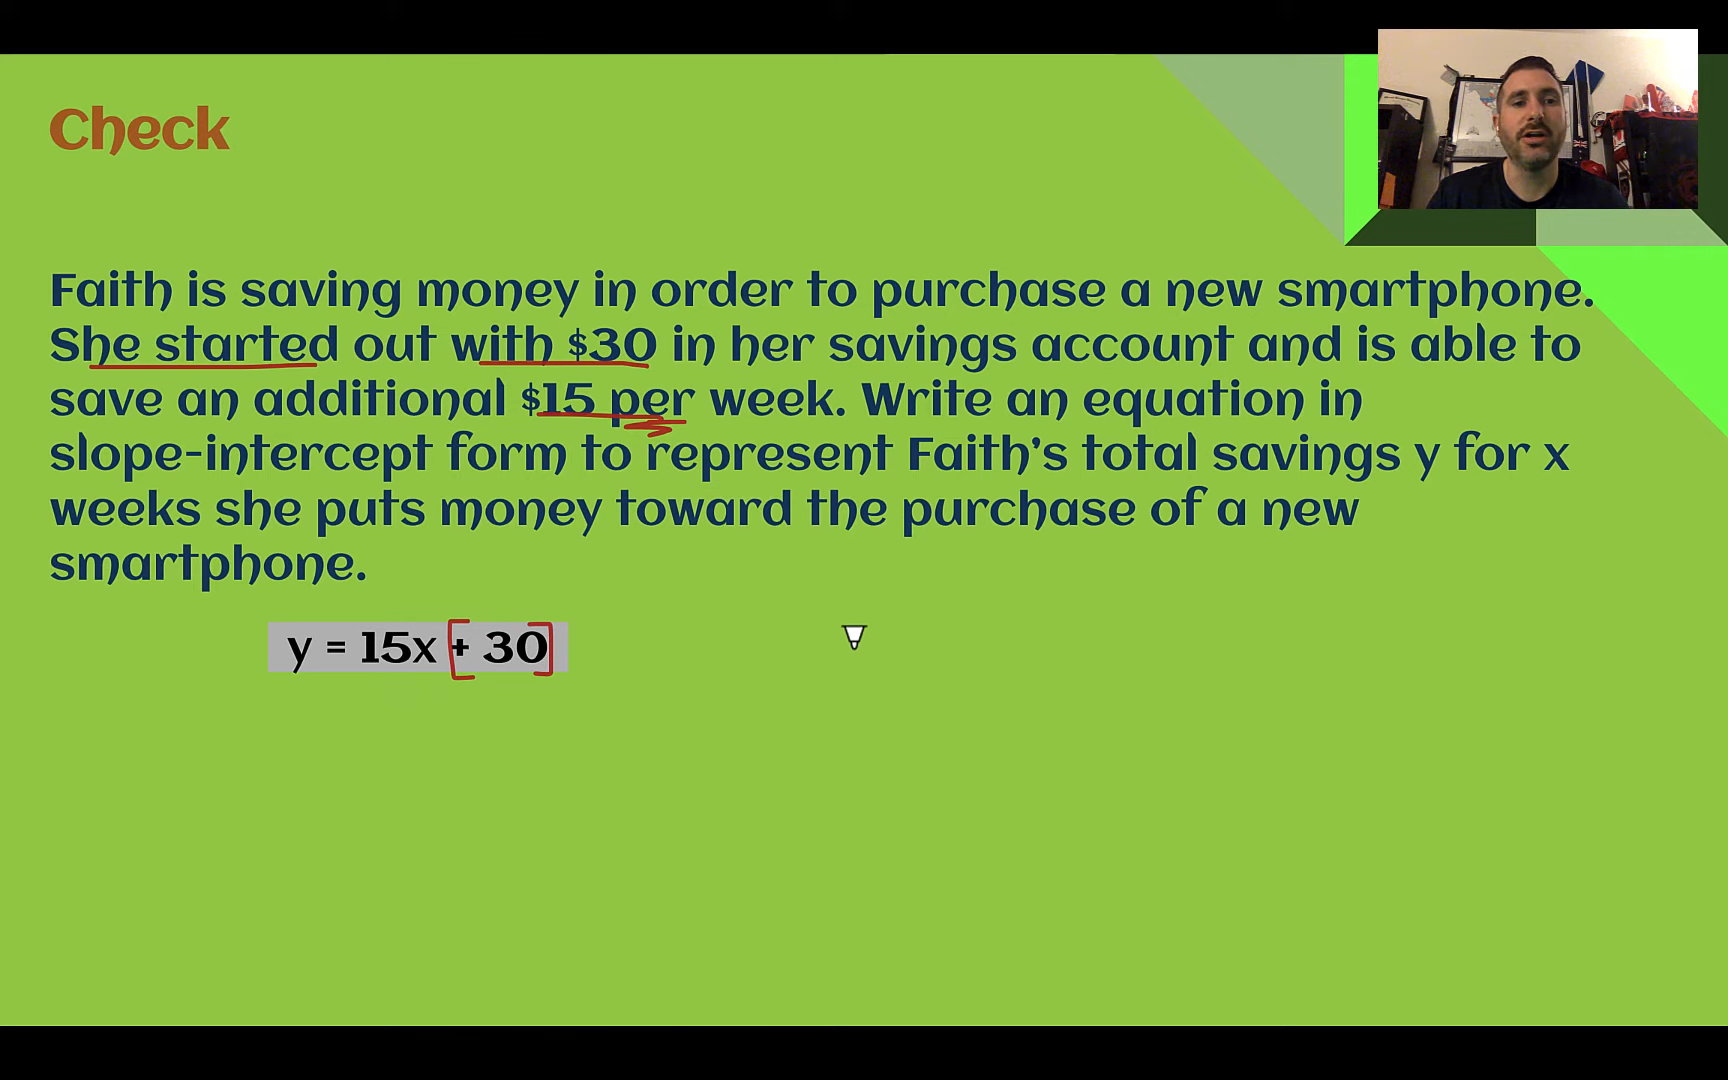 Check
Faith is saving money in order to purchase a new smartphone.
She started out with $30 in her savings account and is able to
save an additional $15 per week. Write an equation in
slope-intercept form to represent Faith's total savings y for x
weeks she puts money toward the purchase of a new
smartphone.
y = 15x + 30